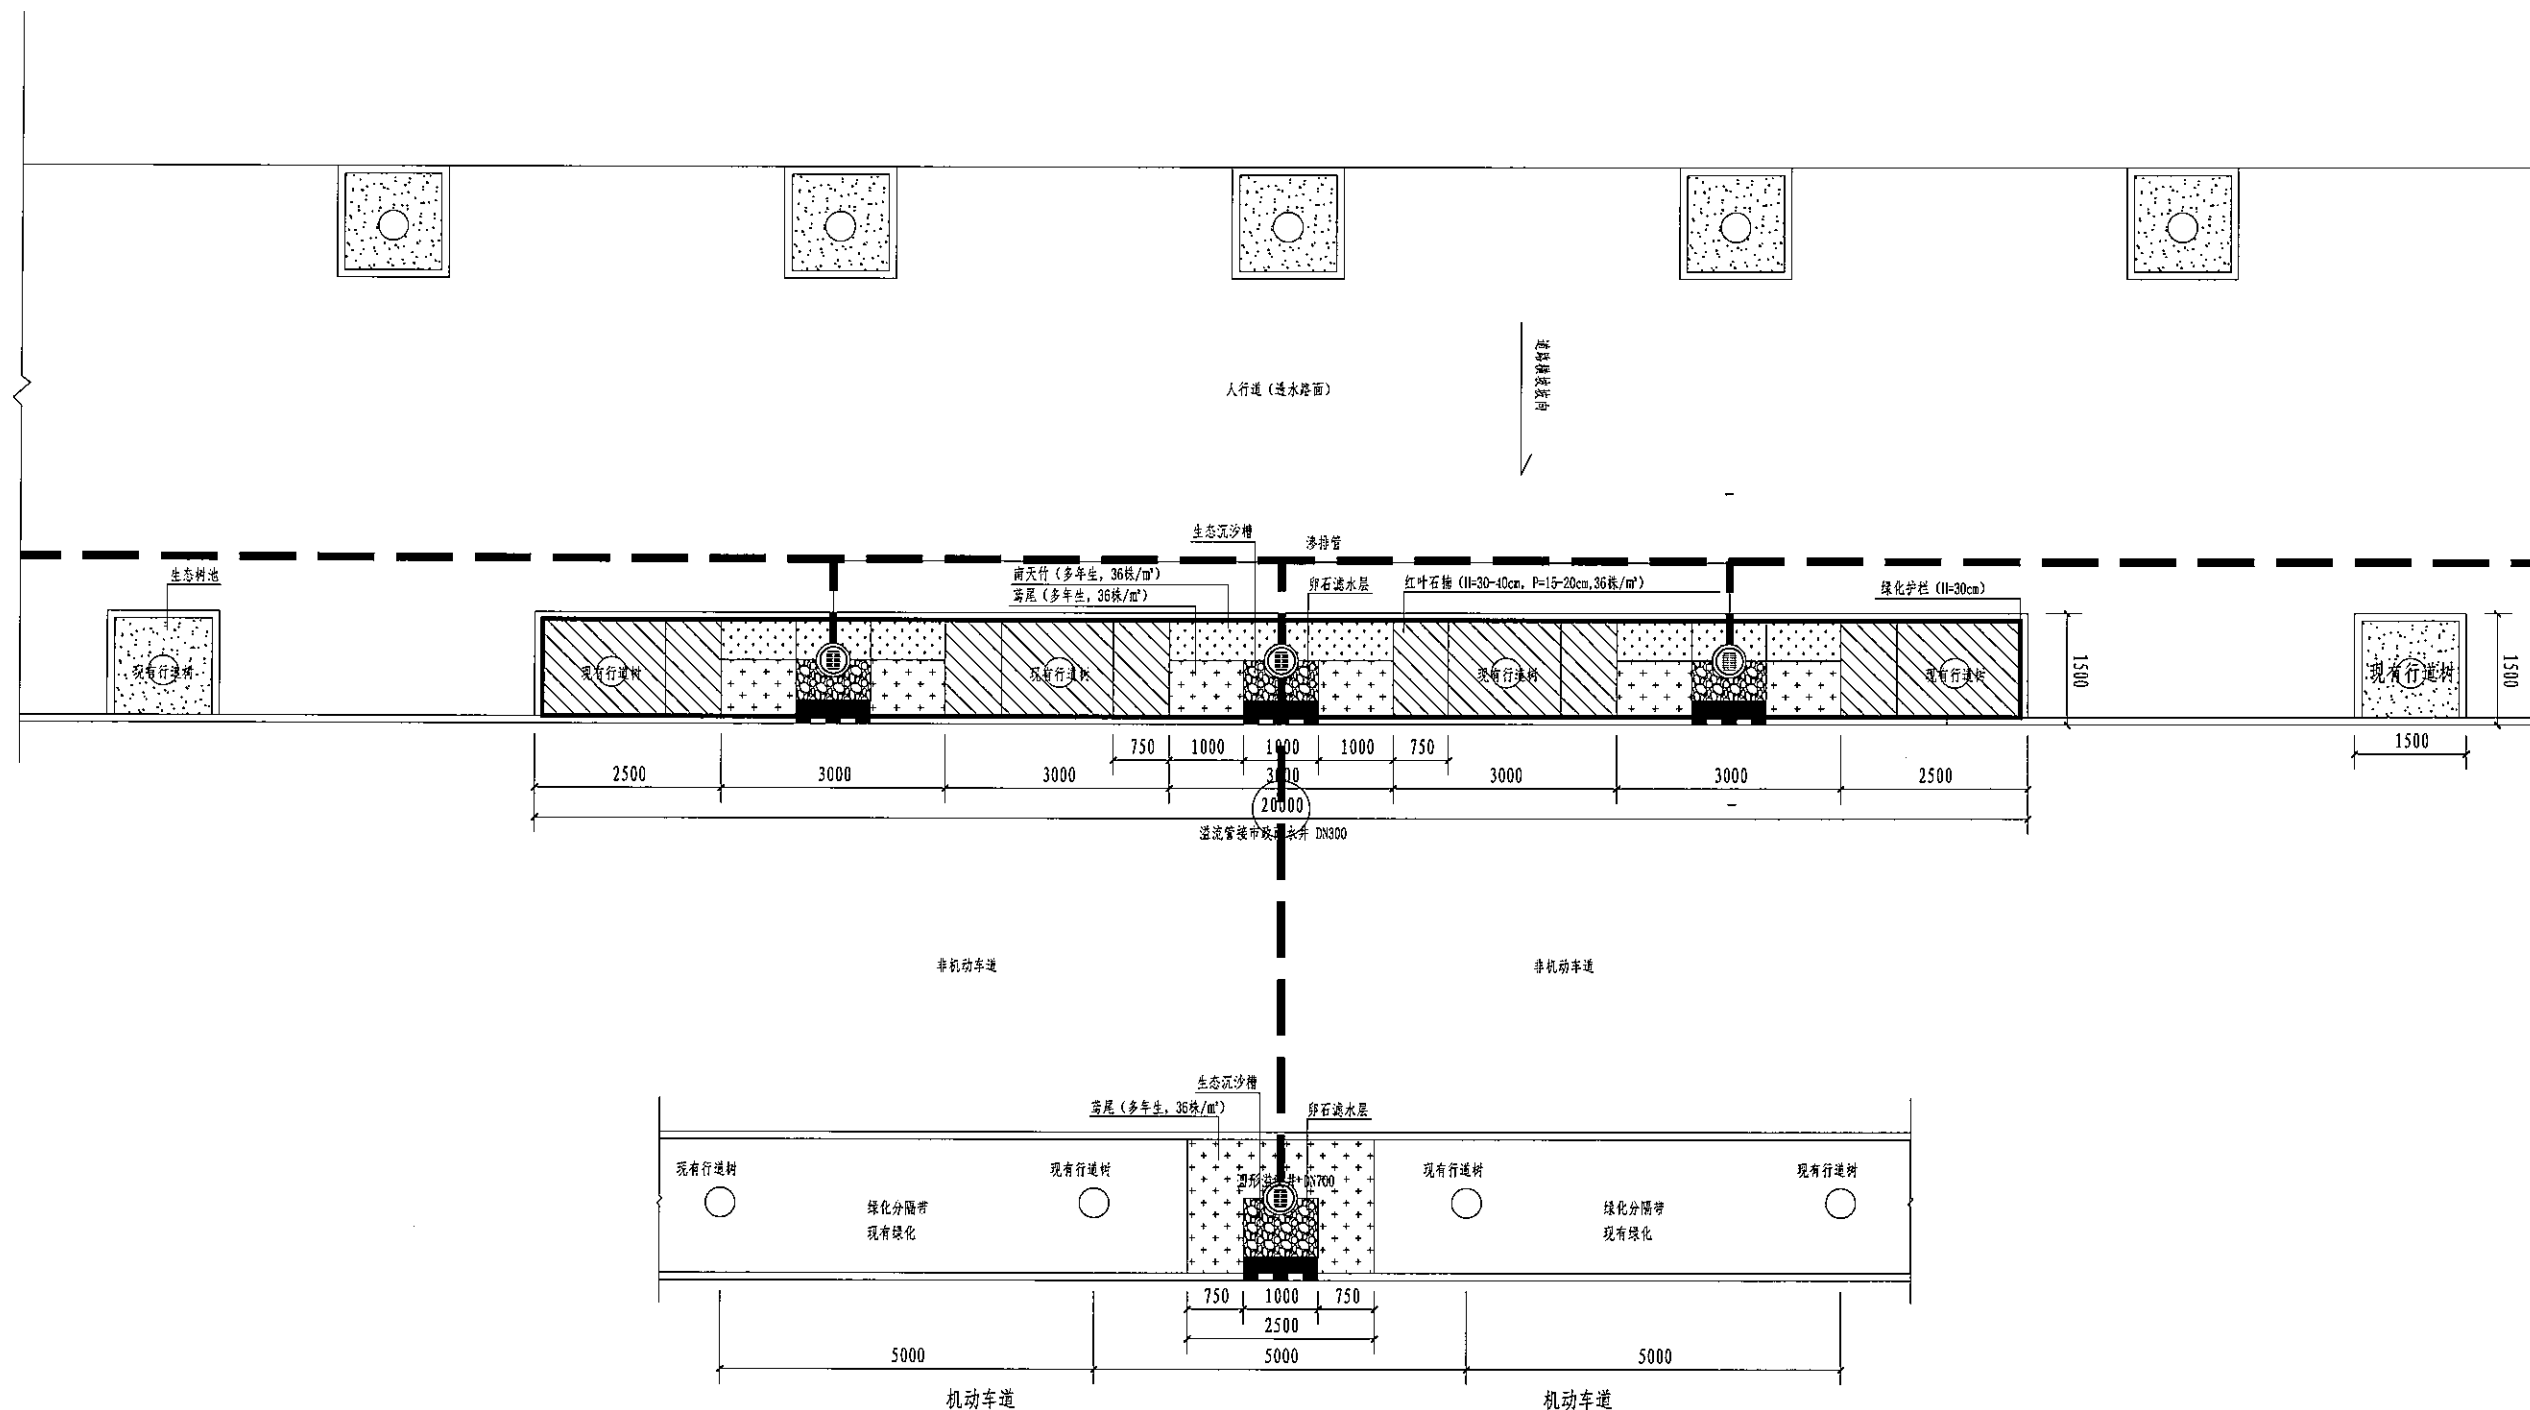 人行道（透水路面）
道路横坡坡向
生态沉沙槽
渗排管
生态树池
南天竹（多年生，36株/m²）
鸢尾（多年生，36株/m²）
卵石滤水层
红叶石楠（H=30-40cm，P=15-20cm,36株/m²）
绿化护栏（H=30cm）
现有行道树
现有行道树
现有行道树
现有行道树
现有行道树
现有行道树
1500
1500
750
1000
1000
1000
750
1500
2500
3000
3000
3000
3000
3000
2500
20000
溢流管接市政雨水井 DN300
非机动车道
非机动车道
生态沉沙槽
鸢尾（多年生，36株/m²）
卵石滤水层
现有行道树
现有行道树
现有行道树
现有行道树
绿化分隔带
现有绿化
绿化分隔带
现有绿化
750
1000
750
2500
5000
5000
5000
机动车道
机动车道